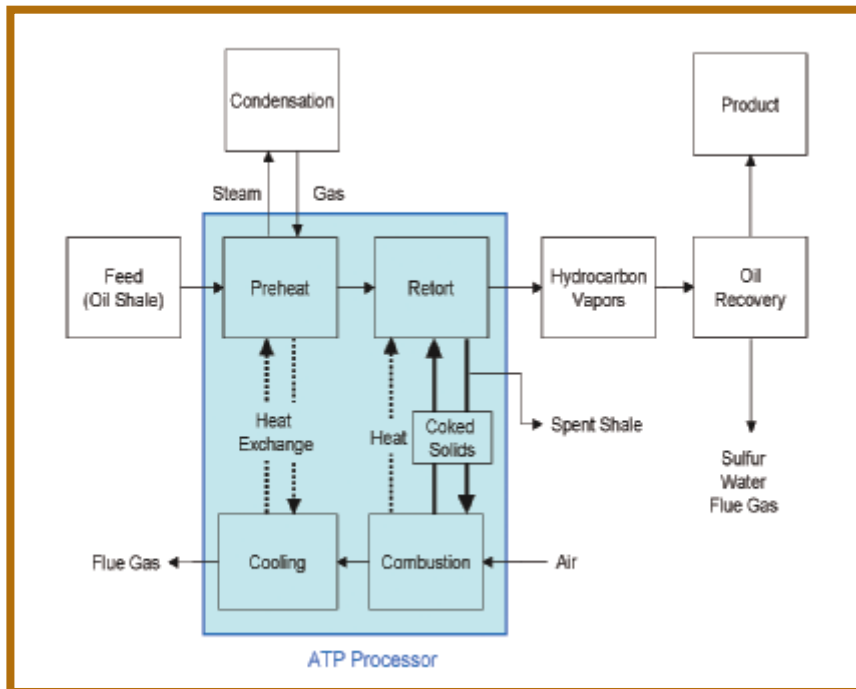 Condensation
Product
Steam
Gas
Feed
(Oil Shale)
Preheat
Retort
Hydrocarbon
Vapors
Oil
Recovery
Heat
Exchange
Heat
Coked
Solids
Spent Shale
Sulfur
Water
Flue Gas
Flue Gas
Cooling
Combustion
Air
ATP Processor